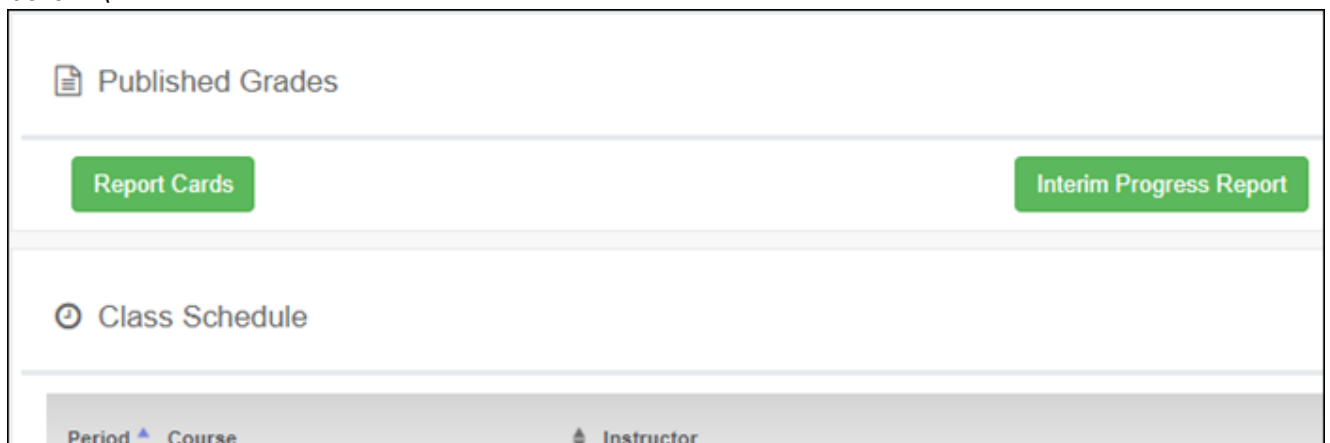 Published Grades
Report Cards Interim Progress Report
Class Schedule
Period Course Instructor